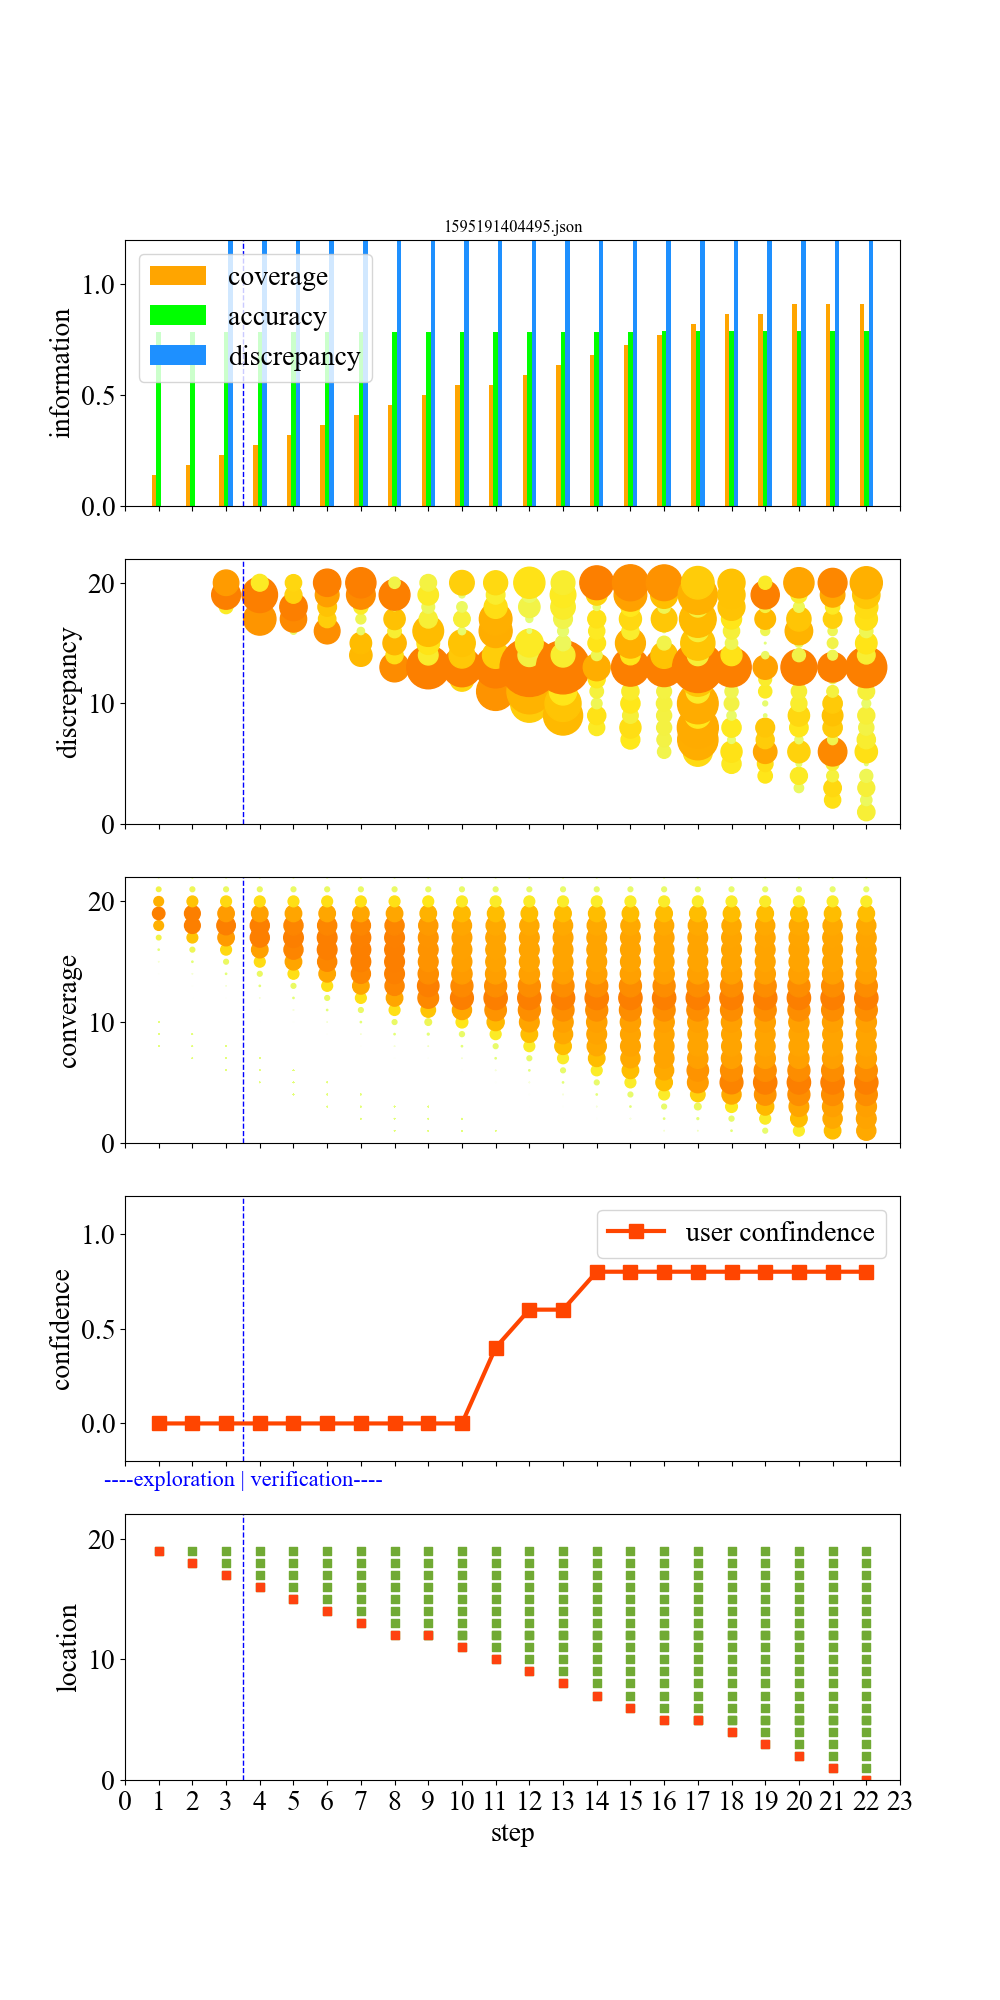 1595191404495.json
information
1.0
0.5
0.0
coverage
accuracy
discrepancy
discrepancy
20
10
0
converage
20
10
0
confidence
1.0
0.5
0.0
user confindence
----exploration | verification----
location
20
10
0
0 1 2 3 4 5 6 7 8 9 10 11 12 13 14 15 16 17 18 19 20 21 22 23
step